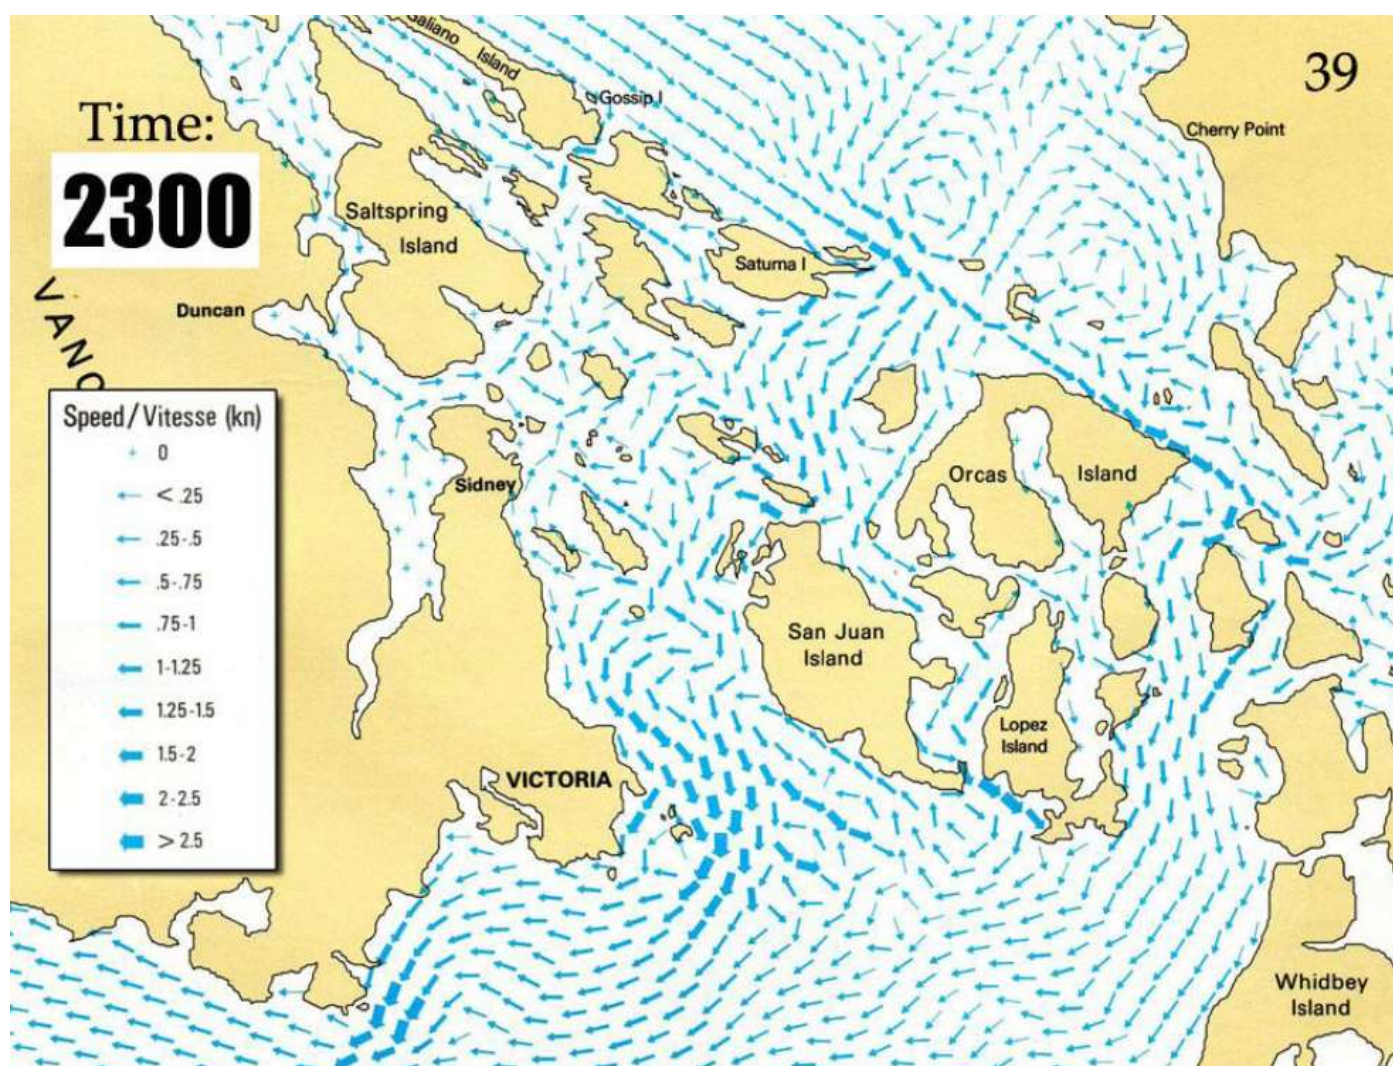 Galiano Island
39
Gossip I
Time:
2300
Cherry Point
Saltspring
Island
Saturna I
Duncan
VANC
Speed/Vitesse (kn)
0
< .25
.25-.5
.5-.75
.75-1
1-1.25
1.25-1.5
1.5-2
2-2.5
> 2.5
Sidney
Orcas Island
San Juan
Island
Lopez
Island
VICTORIA
Whidbey
Island